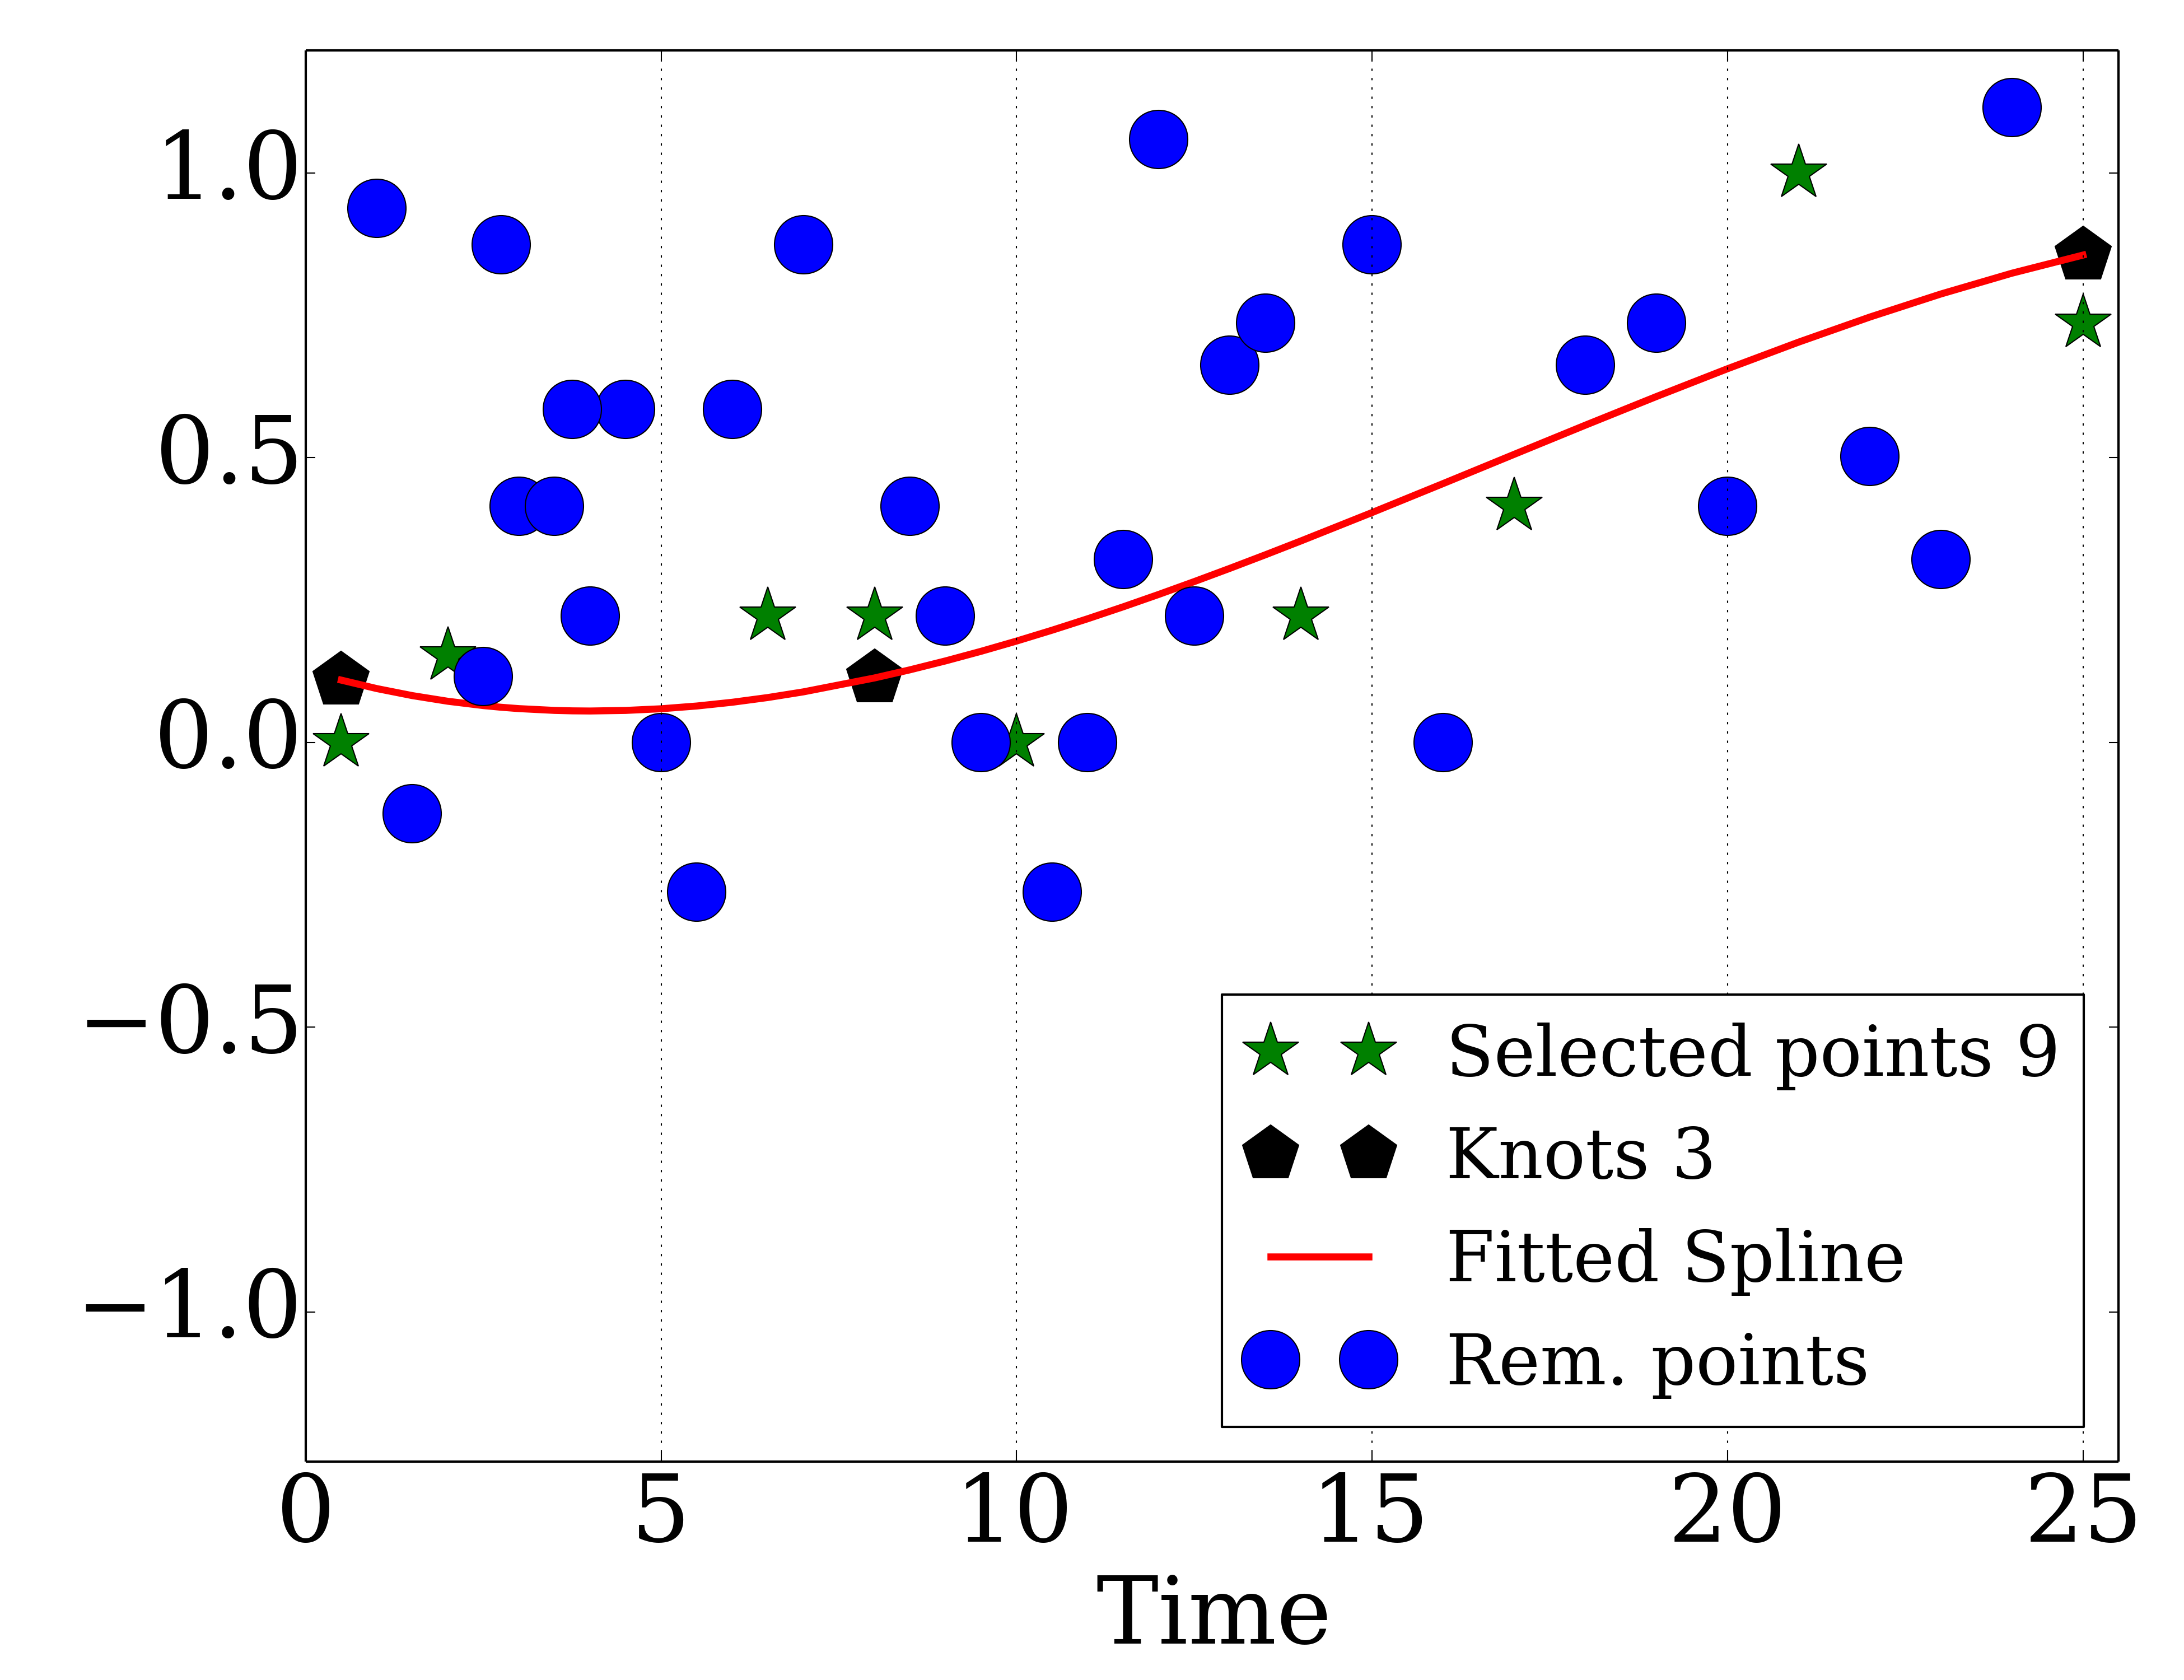 1.0
0.5
0.0
−0.5
−1.0
0 5 10 15 20 25
Time
Selected points 9
Knots 3
Fitted Spline
Rem. points